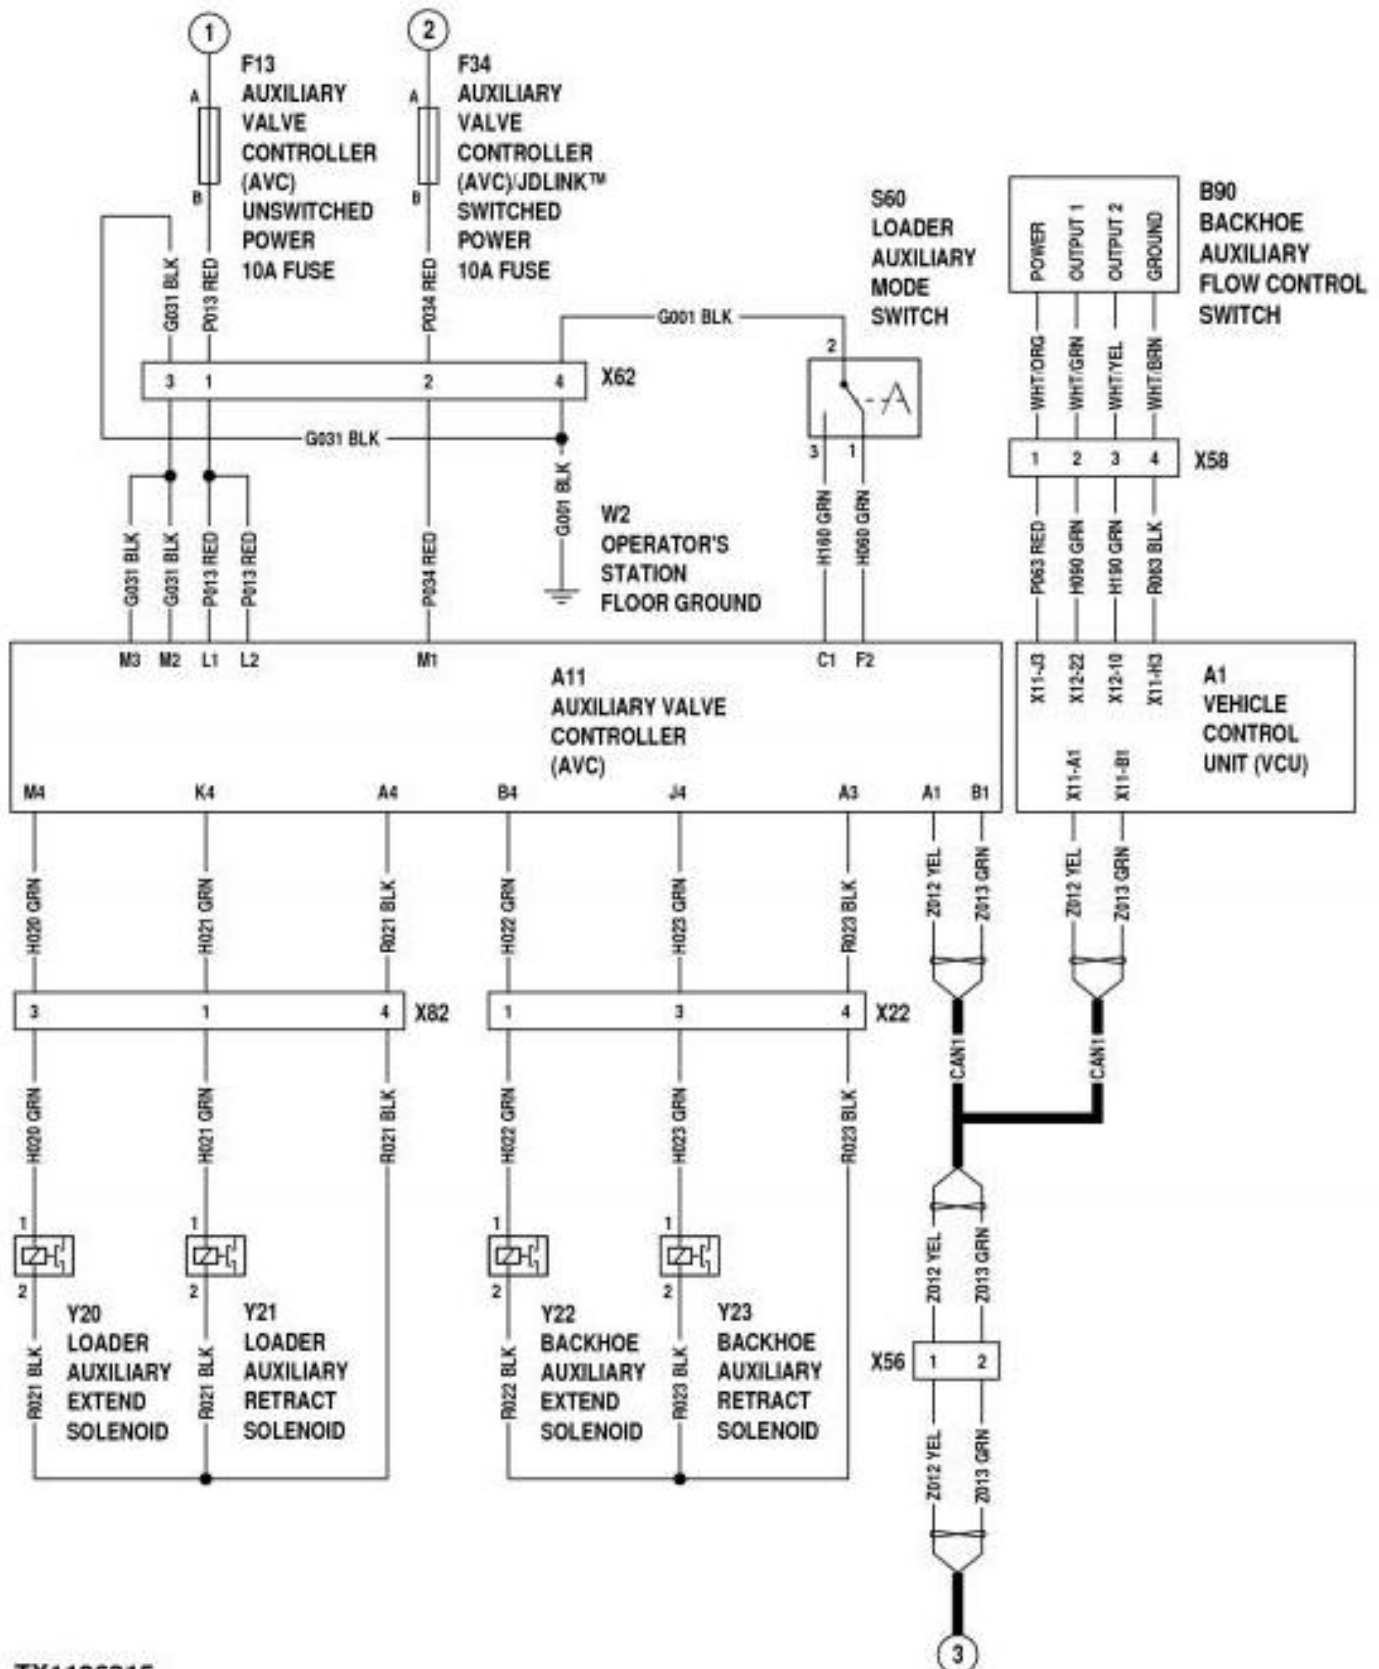 1
2
F13
AUXILIARY
VALVE
CONTROLLER
(AVC)
UNSWITCHED
POWER
10A FUSE
A
B
F34
AUXILIARY
VALVE
CONTROLLER
(AVC)/JDLINK™
SWITCHED
POWER
10A FUSE
A
B
S60
LOADER
AUXILIARY
MODE
SWITCH
POWER
OUTPUT 1
OUTPUT 2
GROUND
B90
BACKHOE
AUXILIARY
FLOW CONTROL
SWITCH
G031 BLK
P013 RED
P034 RED
G001 BLK
WHT/ORG
WHT/GRN
WHT/YEL
WHT/BRN
3 1 2 4
X62
2
3 1
G031 BLK
1 2 3 4
X58
G031 BLK
G031 BLK
P013 RED
P013 RED
P034 RED
G001 BLK
W2
OPERATOR'S
STATION
FLOOR GROUND
H160 GRN
H060 GRN
P063 RED
H090 GRN
H190 GRN
R063 BLK
M3 M2 L1 L2 M1 C1 F2
A11
AUXILIARY VALVE
CONTROLLER
(AVC)
X11-J3
X12-22
X12-10
X11-H3
A1
VEHICLE
CONTROL
UNIT (VCU)
X11-A1
X11-B1
M4 K4 A4 B4 J4 A3 A1 B1
H020 GRN
H021 GRN
R021 BLK
H022 GRN
H023 GRN
R023 BLK
Z012 YEL
Z013 GRN
Z012 YEL
Z013 GRN
3 1 4
X82
1 3 4
X22
CAN1
CAN1
H020 GRN
H021 GRN
R021 BLK
H022 GRN
H023 GRN
R023 BLK
1
2
1
2
1
2
1
2
Y20
LOADER
AUXILIARY
EXTEND
SOLENOID
Y21
LOADER
AUXILIARY
RETRACT
SOLENOID
Y22
BACKHOE
AUXILIARY
EXTEND
SOLENOID
Y23
BACKHOE
AUXILIARY
RETRACT
SOLENOID
R021 BLK
R021 BLK
R022 BLK
R023 BLK
Z012 YEL
Z013 GRN
X56
1 2
Z012 YEL
Z013 GRN
3